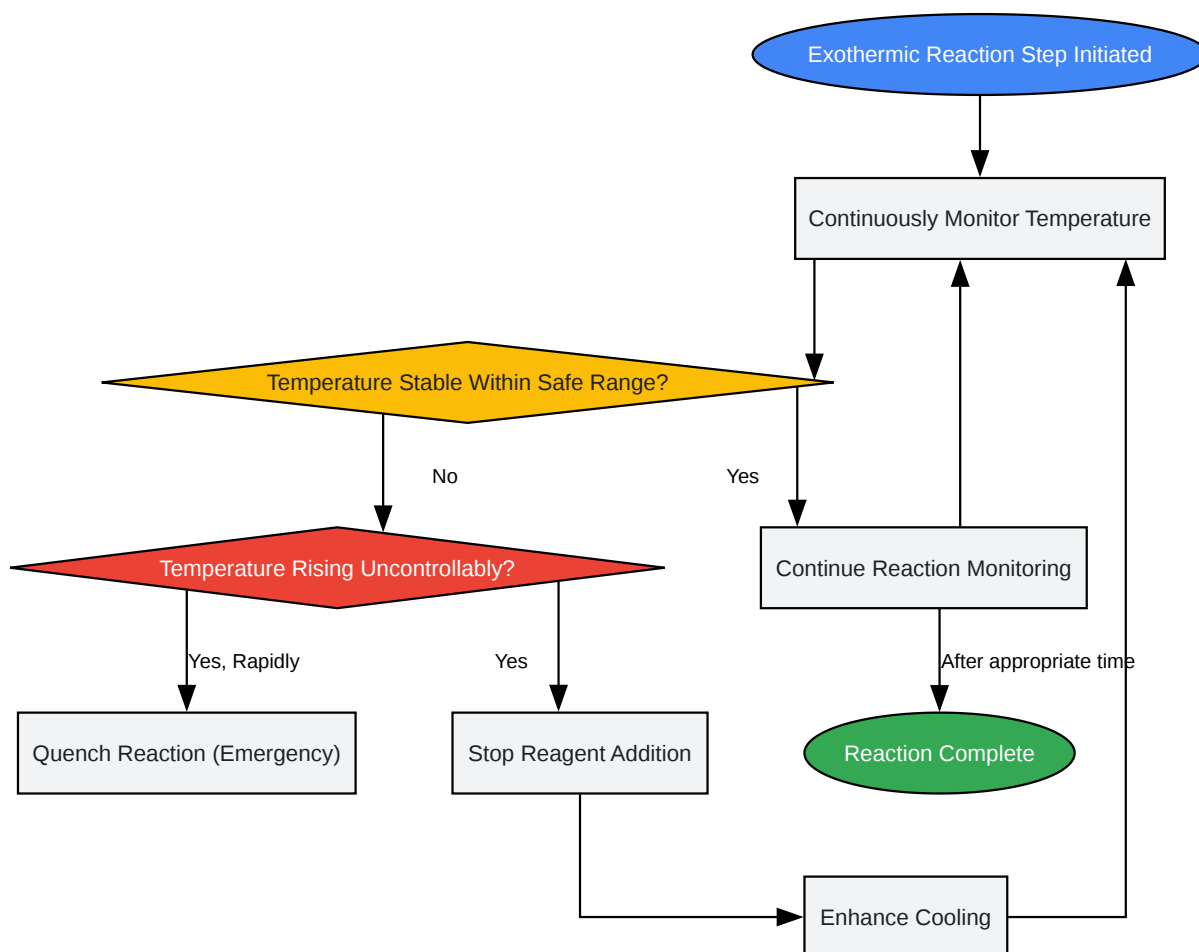 Exothermic Reaction Step Initiated
Continuously Monitor Temperature
Temperature Stable Within Safe Range?
No
Yes
Temperature Rising Uncontrollably?
Continue Reaction Monitoring
Yes, Rapidly
Yes
After appropriate time
Quench Reaction (Emergency)
Stop Reagent Addition
Reaction Complete
Enhance Cooling